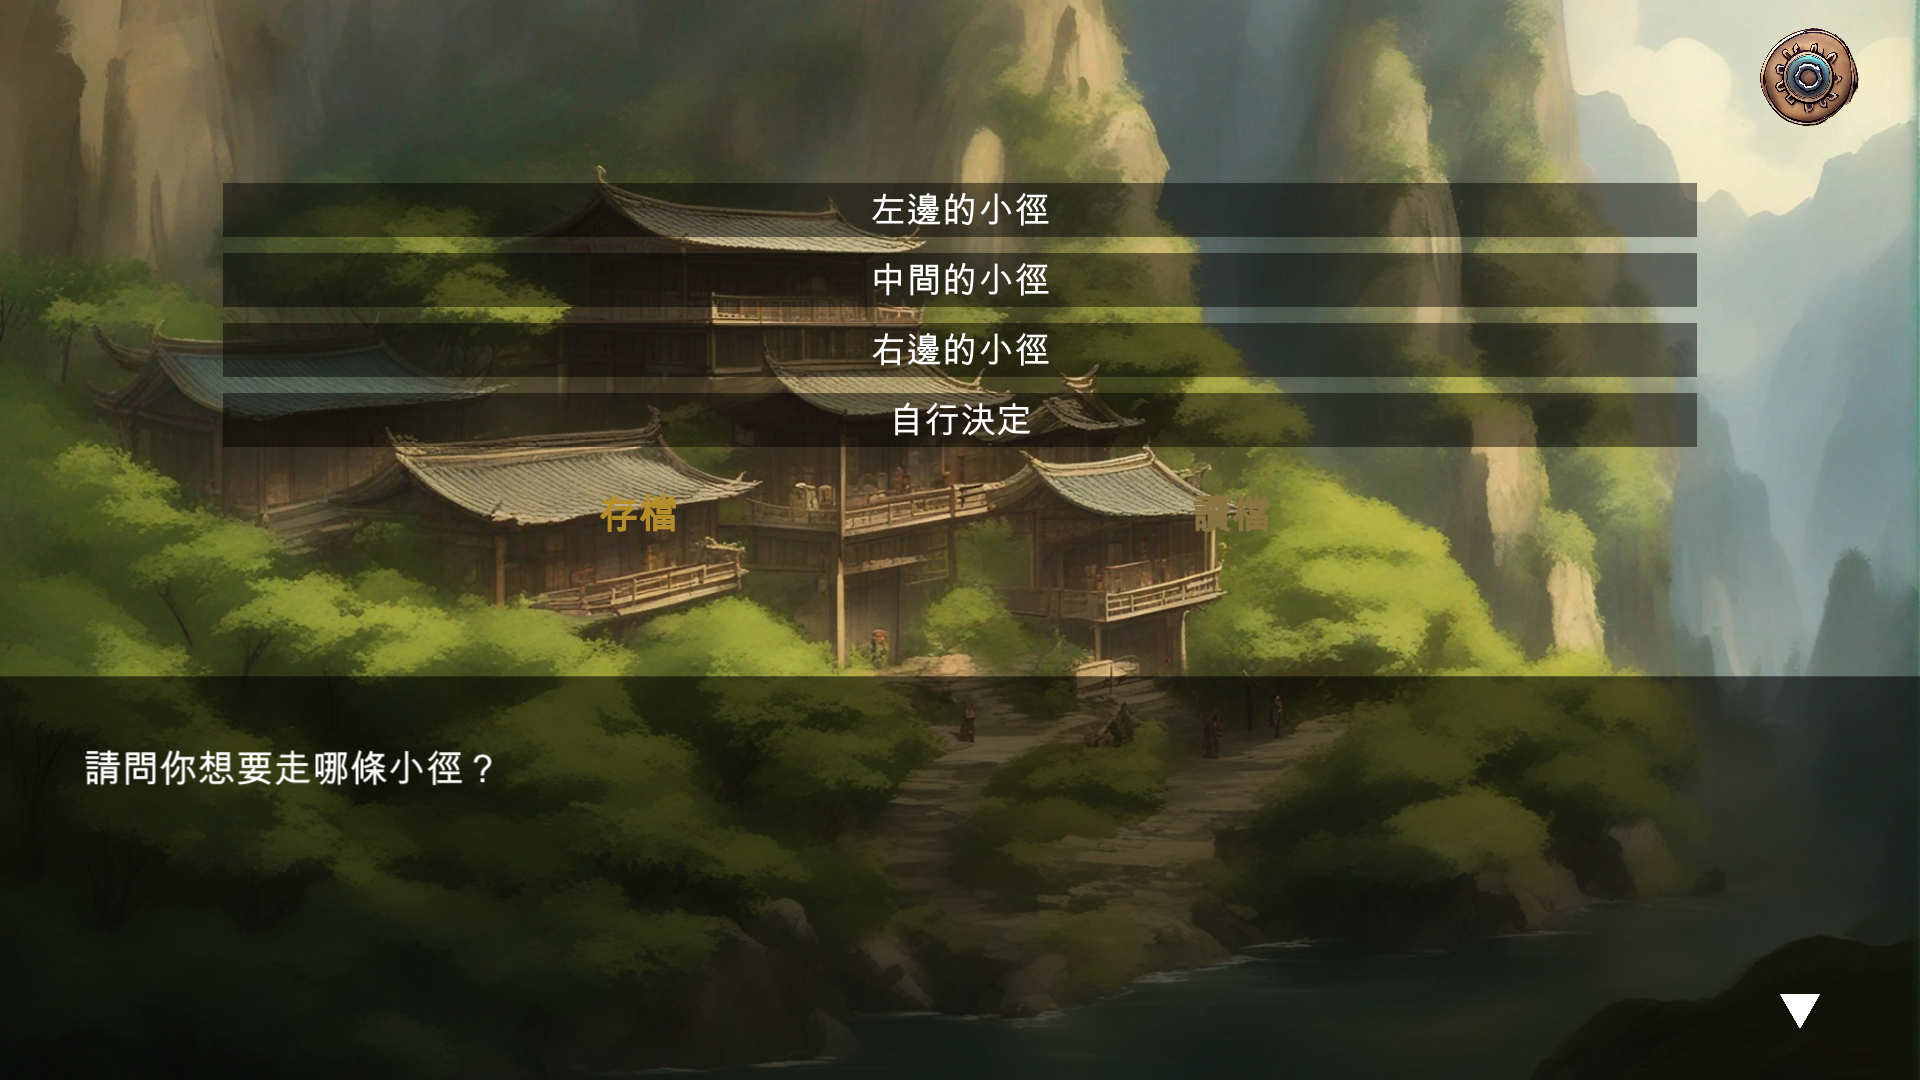 左邊的小徑
中間的小徑
右邊的小徑
自行決定
存檔
讀檔
請問你想要走哪條小徑？